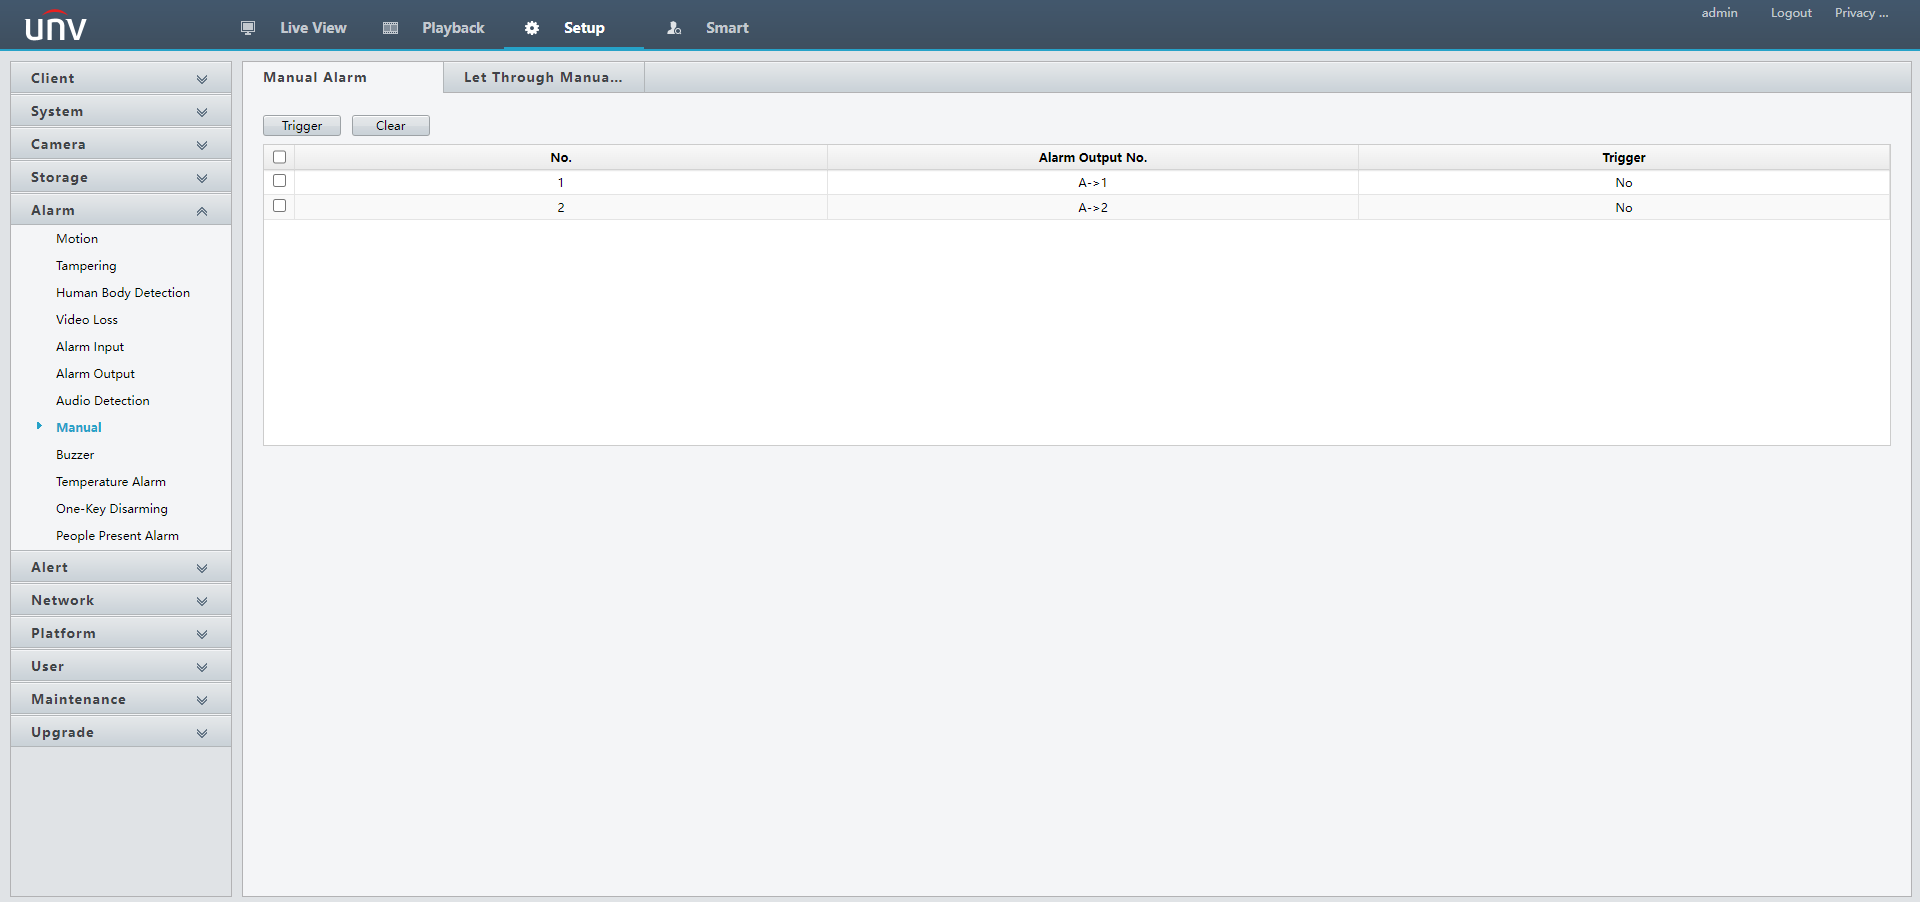 unv
Live View
Playback
Setup
Smart
admin
Logout
Privacy ...
Client
System
Camera
Storage
Alarm
Motion
Tampering
Human Body Detection
Video Loss
Alarm Input
Alarm Output
Audio Detection
Manual
Buzzer
Temperature Alarm
One-Key Disarming
People Present Alarm
Alert
Network
Platform
User
Maintenance
Upgrade
Manual Alarm
Let Through Manua...
Trigger
Clear
No. Alarm Output No. Trigger
1 A->1 No
2 A->2 No